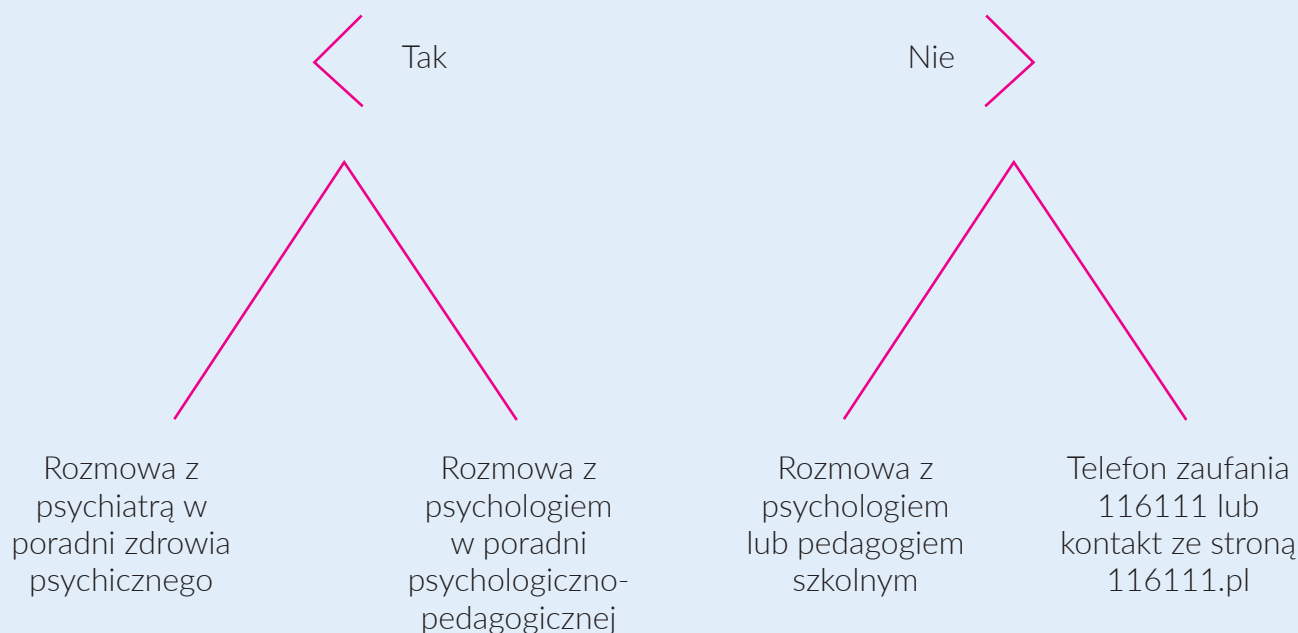 Tak
Nie
Rozmowa z
psychiatrą w
poradni zdrowia
psychicznego
Rozmowa z
psychologiem
w poradni
psychologiczno-
pedagogicznej
Rozmowa z
psychologiem
lub pedagogiem
szkolnym
Telefon zaufania
116111 lub
kontakt ze stroną
116111.pl